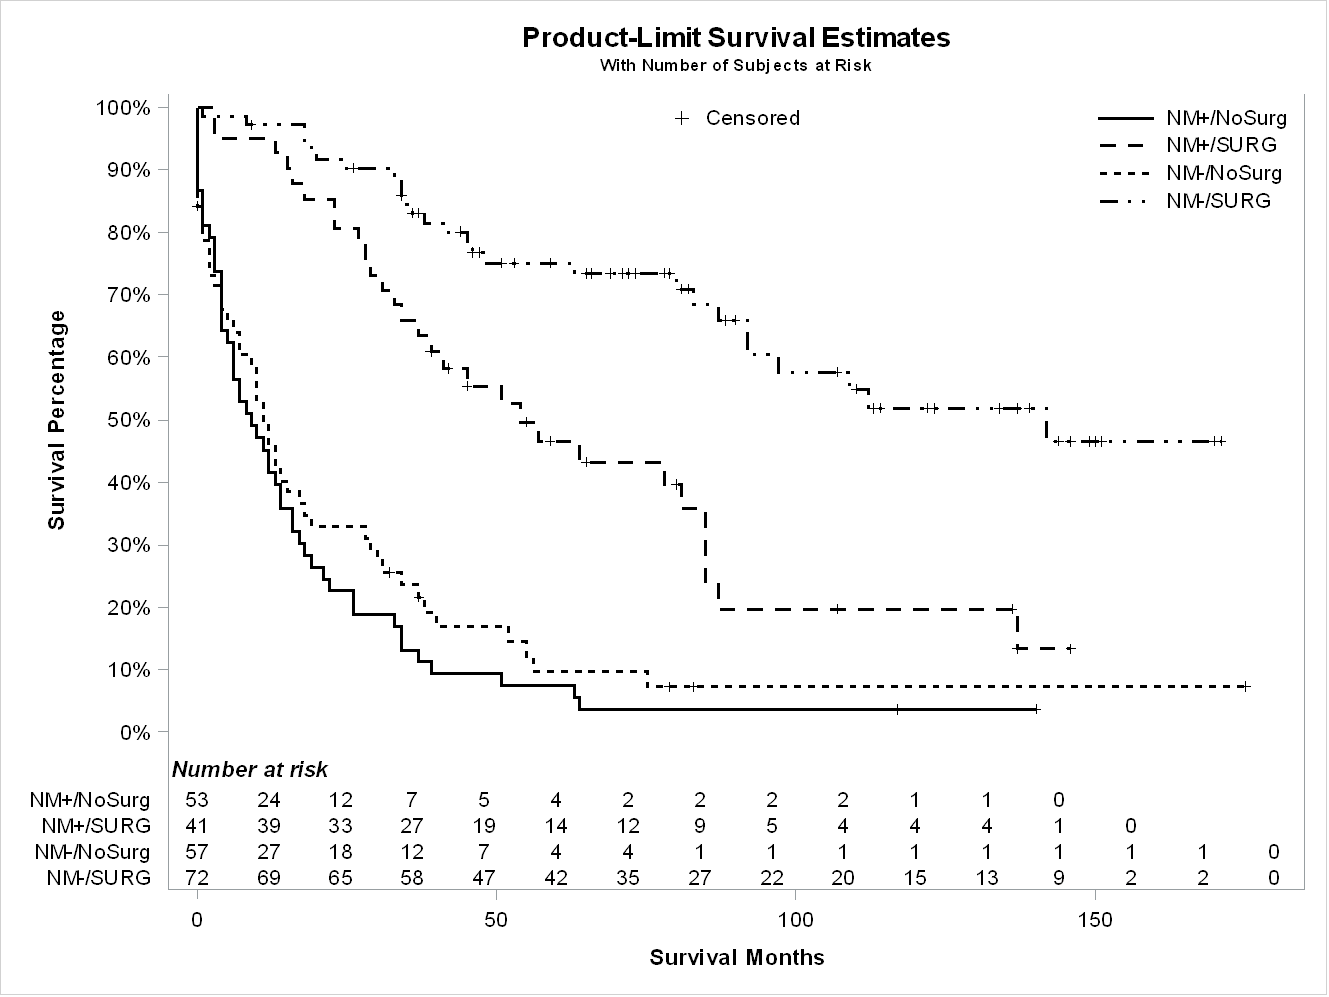 Product-Limit Survival Estimates
With Number of Subjects at Risk
Censored
NM+/NoSurg
NM+/SURG
NM-/NoSurg
NM-/SURG
Survival Percentage
100%
90%
80%
70%
60%
50%
40%
30%
20%
10%
0%
Number at risk
NM+/NoSurg 53 24 12 7 5 4 2 2 2 2 1 1 0
NM+/SURG 41 39 33 27 19 14 12 9 5 4 4 4 1 0
NM-/NoSurg 57 27 18 12 7 4 4 1 1 1 1 1 1 1 1 0
NM-/SURG 72 69 65 58 47 42 35 27 22 20 15 13 9 2 2 0
0 50 100 150
Survival Months